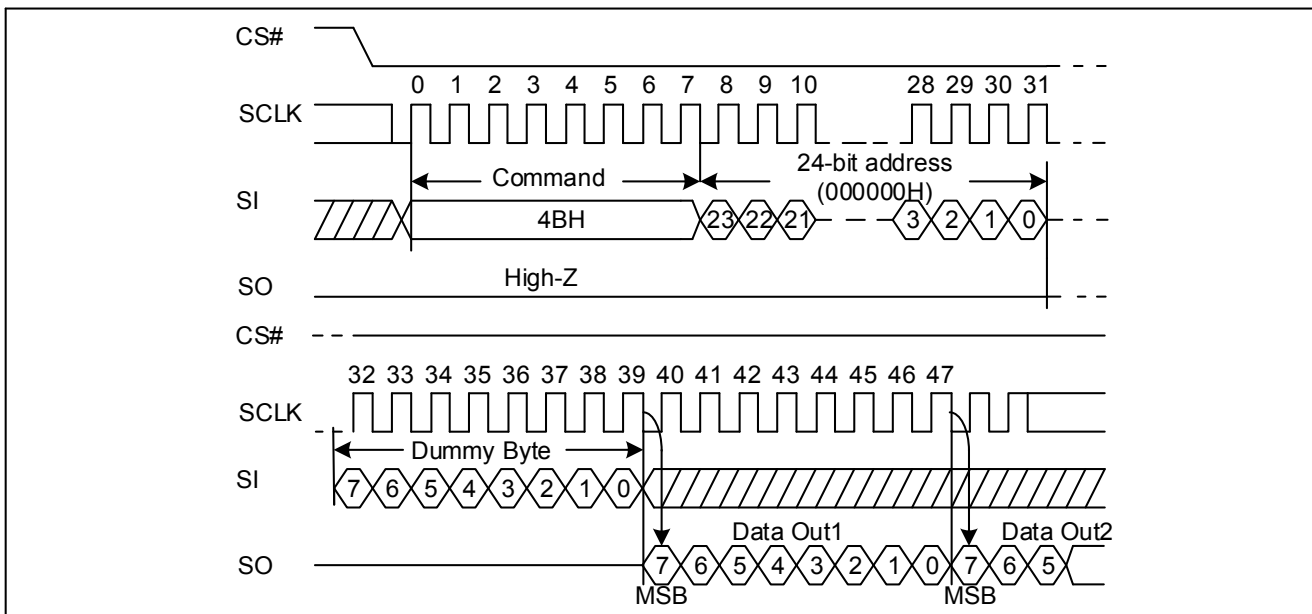 CS#
0 1 2 3 4 5 6 7 8 9 10 28 29 30 31
SCLK
Command
24-bit address
(000000H)
SI
4BH
23 22 21 3 2 1 0
SO
High-Z
CS#
32 33 34 35 36 37 38 39 40 41 42 43 44 45 46 47
SCLK
Dummy Byte
SI
7 6 5 4 3 2 1 0
Data Out1 Data Out2
SO
7 6 5 4 3 2 1 0 7 6 5
MSB MSB